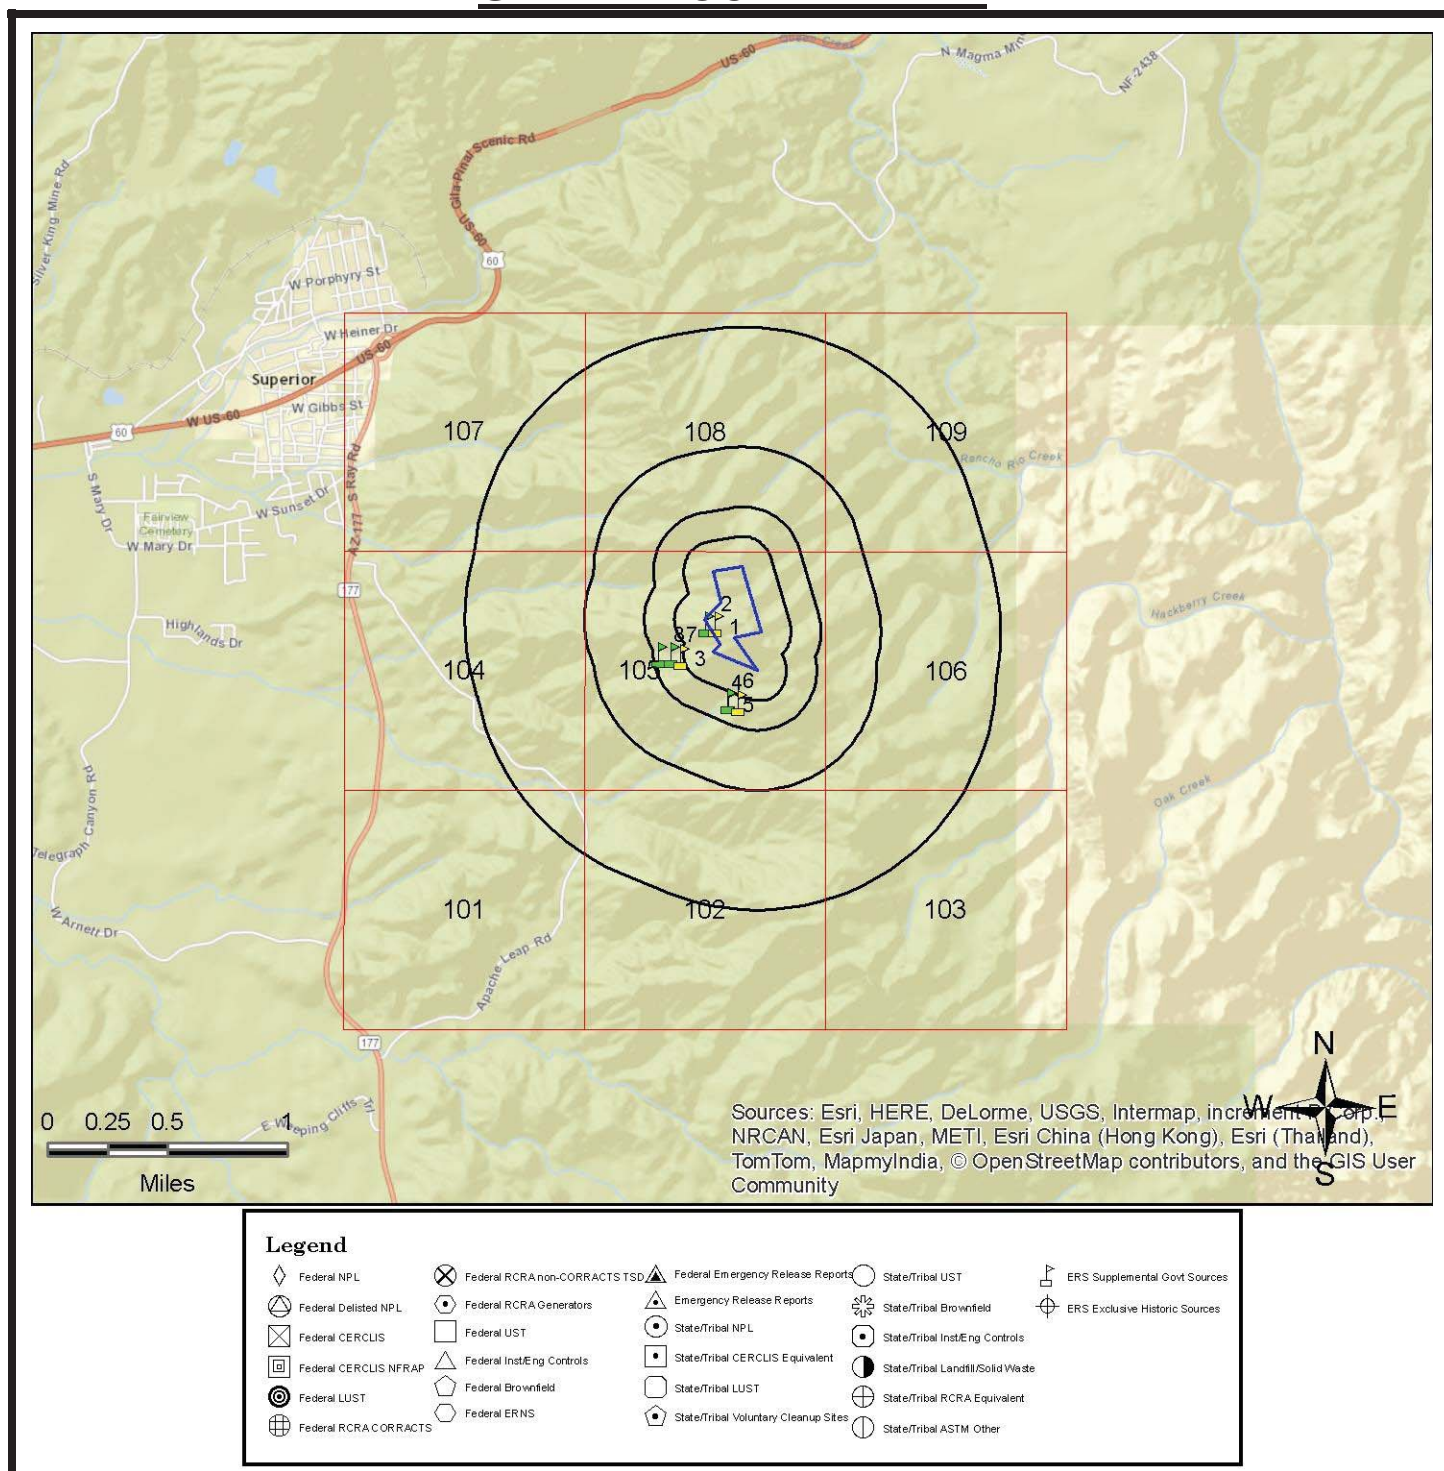 US-60
Queen Creek
N Magma Min
NF-2438
Gila-Pinal Scenic Rd
US-60
60
Silver King Mine Rd
W Porphyry St
W Heiner Dr
US-60
Superior
W Gibbs St
W US-60
60
S Ray Rd
AZ-177
S Mary Dr
W Sunset Dr
Fairview
Cemetery
W Mary Dr
177
Highlands Dr
107
108
109
Rancho Rio Creek
Hackberry Creek
2
1
87
3
104
105
106
46
5
Oak Creek
Telegraph Canyon Rd
W Arnett Dr
101
102
103
Apache Leap Rd
177
E Weeping Cliffs Trl
0 0.25 0.5 1
Miles
N
W
E
S
Sources: Esri, HERE, DeLorme, USGS, Intermap, increment P Corp.,
NRCAN, Esri Japan, METI, Esri China (Hong Kong), Esri (Thailand),
TomTom, MapmyIndia, © OpenStreetMap contributors, and the GIS User
Community
Legend
Federal NPL
Federal Delisted NPL
Federal CERCLIS
Federal CERCLIS NFRAP
Federal LUST
Federal RCRA CORRACTS
Federal RCRA non-CORRACTS TSD
Federal RCRA Generators
Federal UST
Federal Inst/Eng Controls
Federal Brownfield
Federal ERNS
Federal Emergency Release Reports
Emergency Release Reports
State/Tribal NPL
State/Tribal CERCLIS Equivalent
State/Tribal LUST
State/Tribal Voluntary Cleanup Sites
State/Tribal UST
State/Tribal Brownfield
State/Tribal Inst/Eng Controls
State/Tribal Landfill/Solid Waste
State/Tribal RCRA Equivalent
State/Tribal ASTM Other
ERS Supplemental Govt Sources
ERS Exclusive Historic Sources